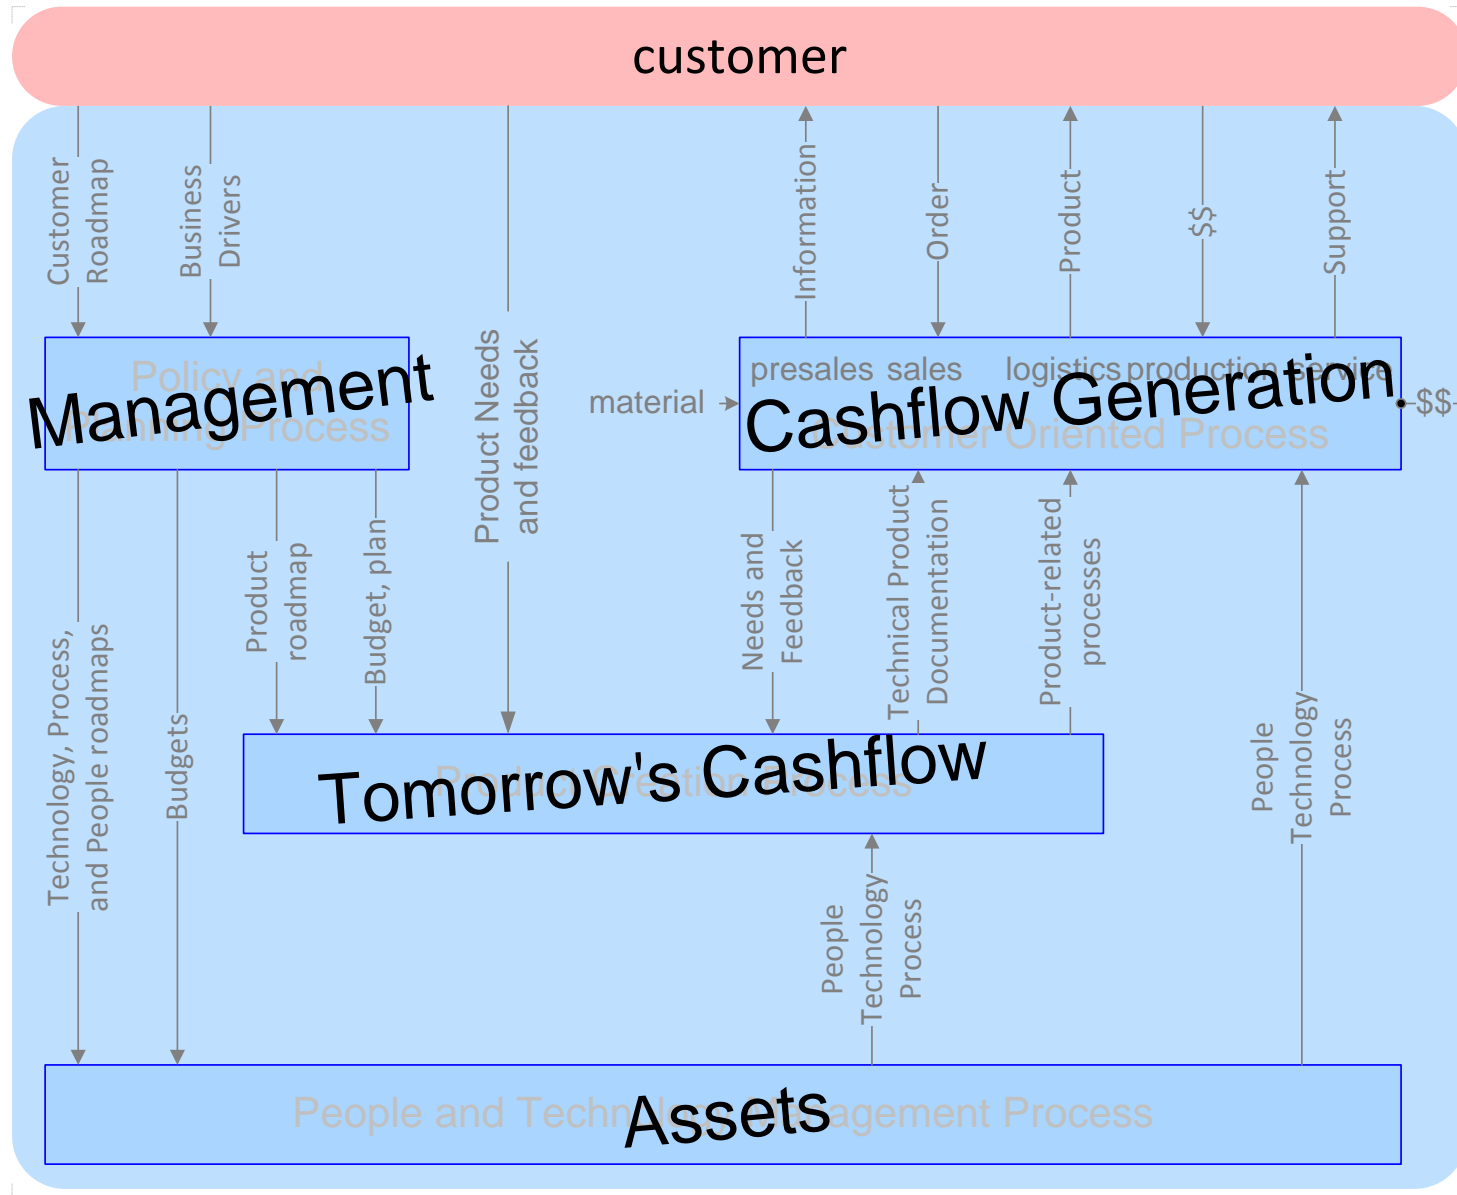 customer
Customer
Roadmap
Business
Drivers
Product Needs
and feedback
Information
Order
Product
$$
Support
Policy and
Planning Process
Management
material
presales sales logistics production service
Customer Oriented Process
Cashflow Generation
$$
Technology, Process,
and People roadmaps
Budgets
Product
roadmap
Budget, plan
Needs and
Feedback
Technical Product
Documentation
Product-related
processes
People
Technology
Process
Product Creation Process
Tomorrow's Cashflow
People
Technology
Process
People and Technology Management Process
Assets